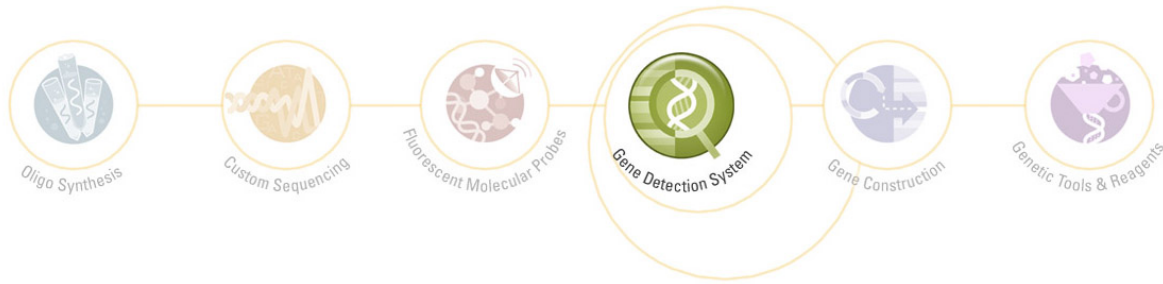 Oligo Synthesis
Custom Sequencing
Fluorescent Molecular Probes
Gene Detection System
Gene Construction
Genetic Tools & Reagents